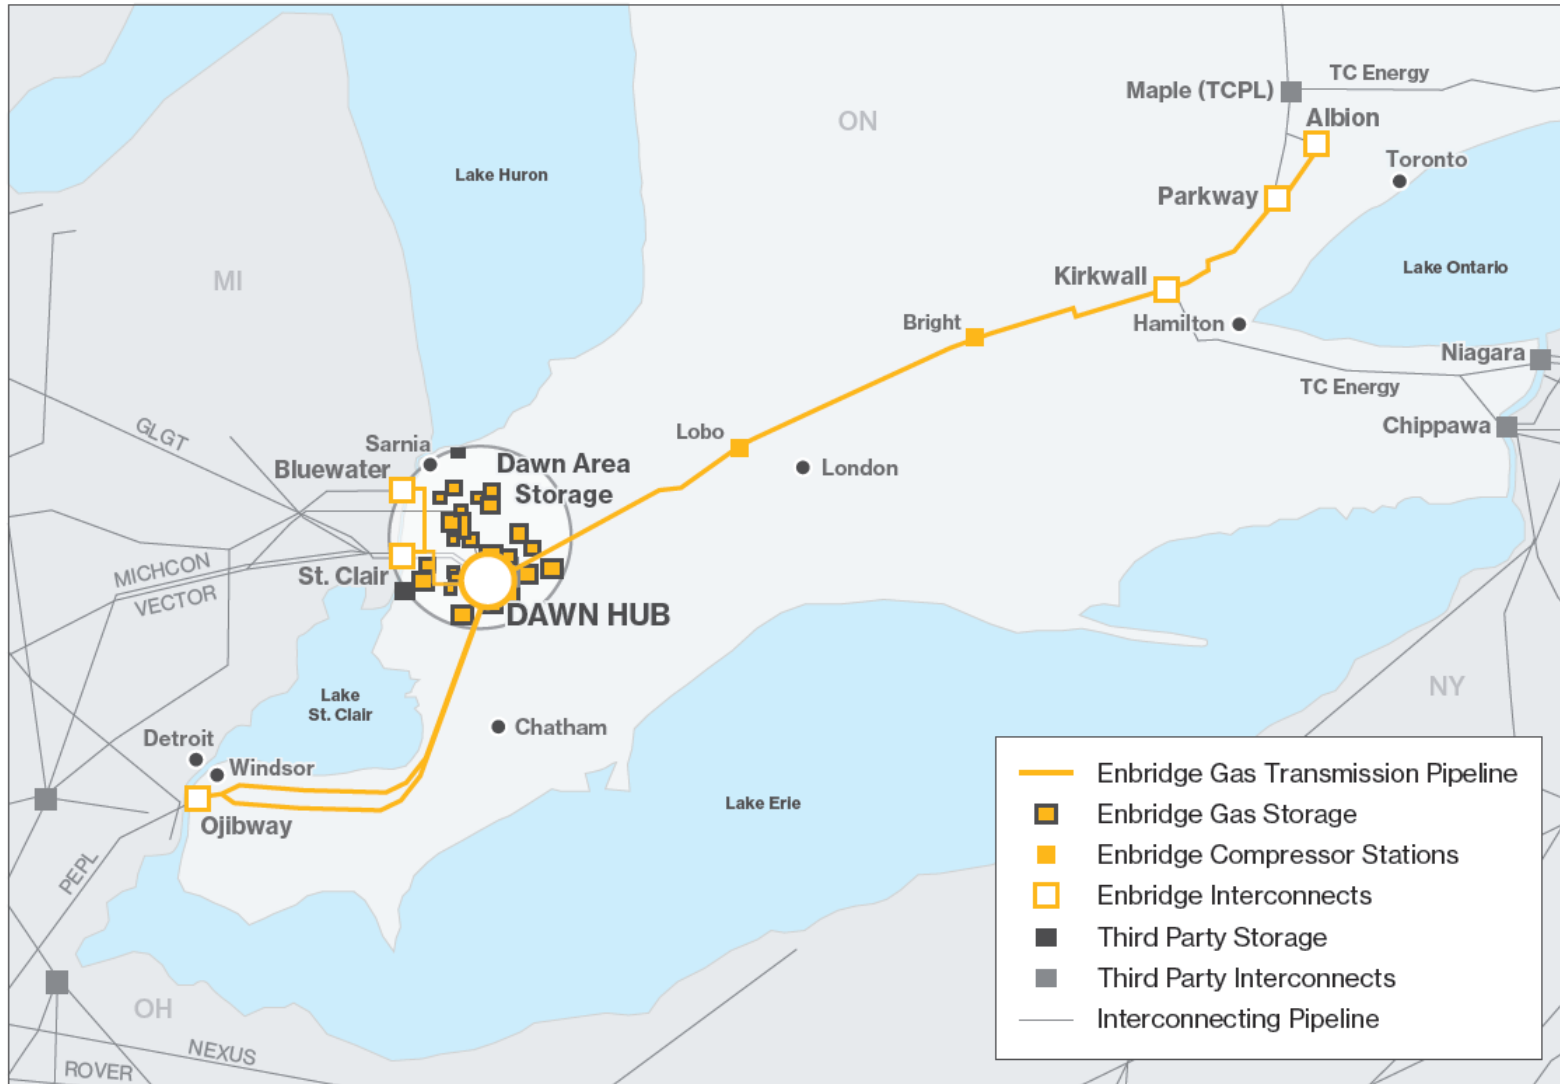 TC Energy
Maple (TCPL)
Albion
ON
Toronto
Lake Huron
Parkway
MI
Lake Ontario
Kirkwall
Bright
Hamilton
Niagara
TC Energy
GLGT
Sarnia
Lobo
Chippawa
Bluewater
Dawn Area
Storage
London
MICHCON
St. Clair
VECTOR
DAWN HUB
NY
Lake
St. Clair
Chatham
Detroit
Windsor
Lake Erie
Ojibway
PEPL
OH
NEXUS
ROVER
Enbridge Gas Transmission Pipeline
Enbridge Gas Storage
Enbridge Compressor Stations
Enbridge Interconnects
Third Party Storage
Third Party Interconnects
Interconnecting Pipeline